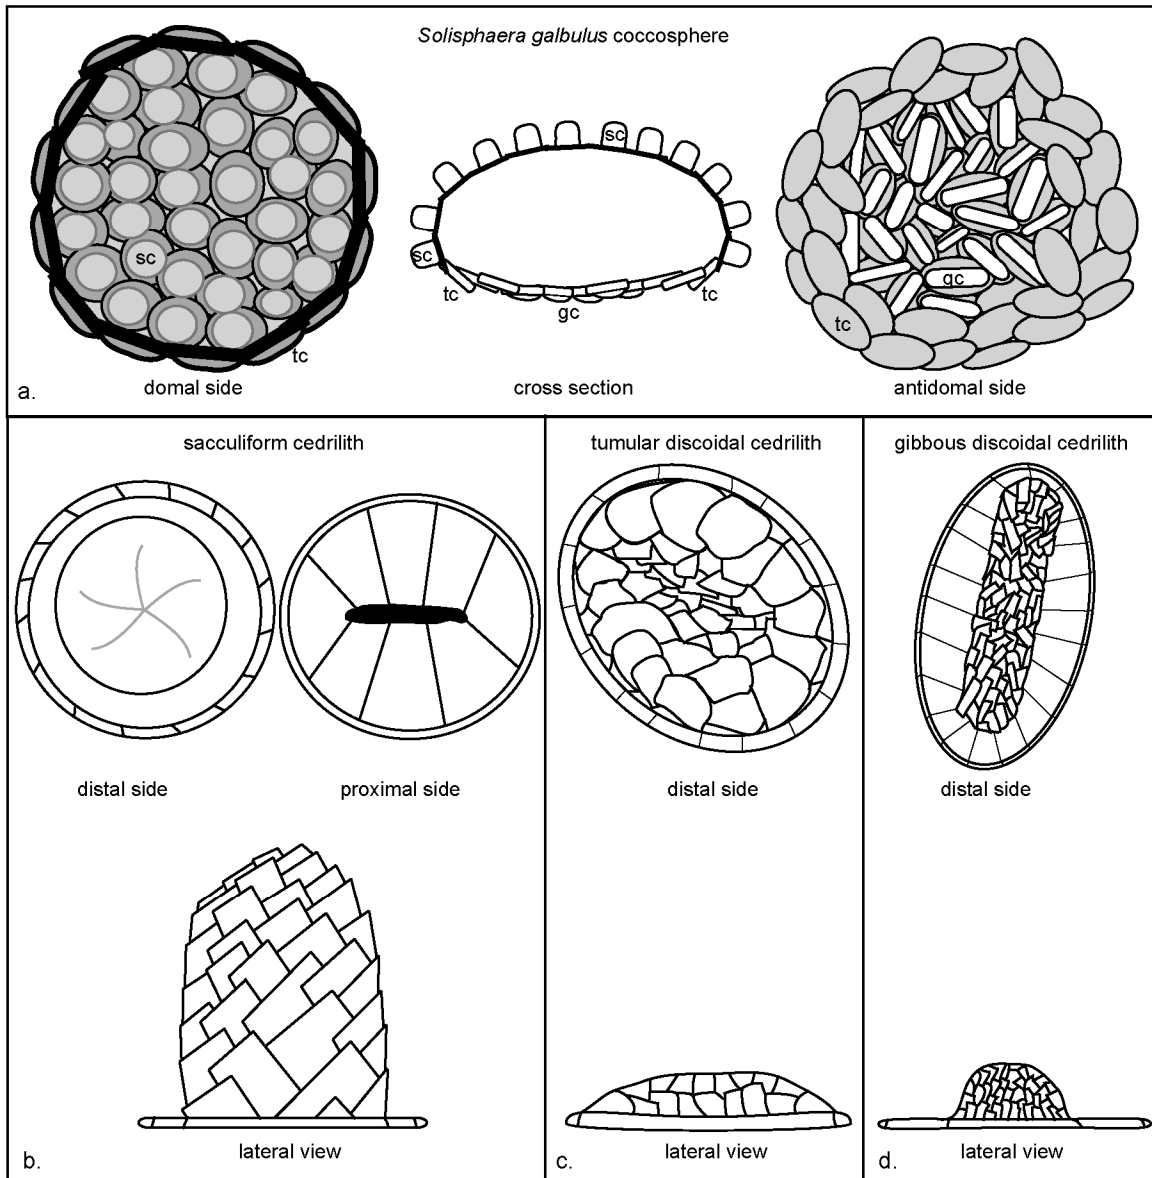 Solisphaera galbulus coccosphere
sc
tc
sc
sc
tc
gc
tc
gc
tc
a.
domal side
cross section
antidomal side
sacculiform cedrilith
tumular discoidal cedrilith
gibbous discoidal cedrilith
distal side
proximal side
distal side
distal side
b.
lateral view
c.
lateral view
d.
lateral view